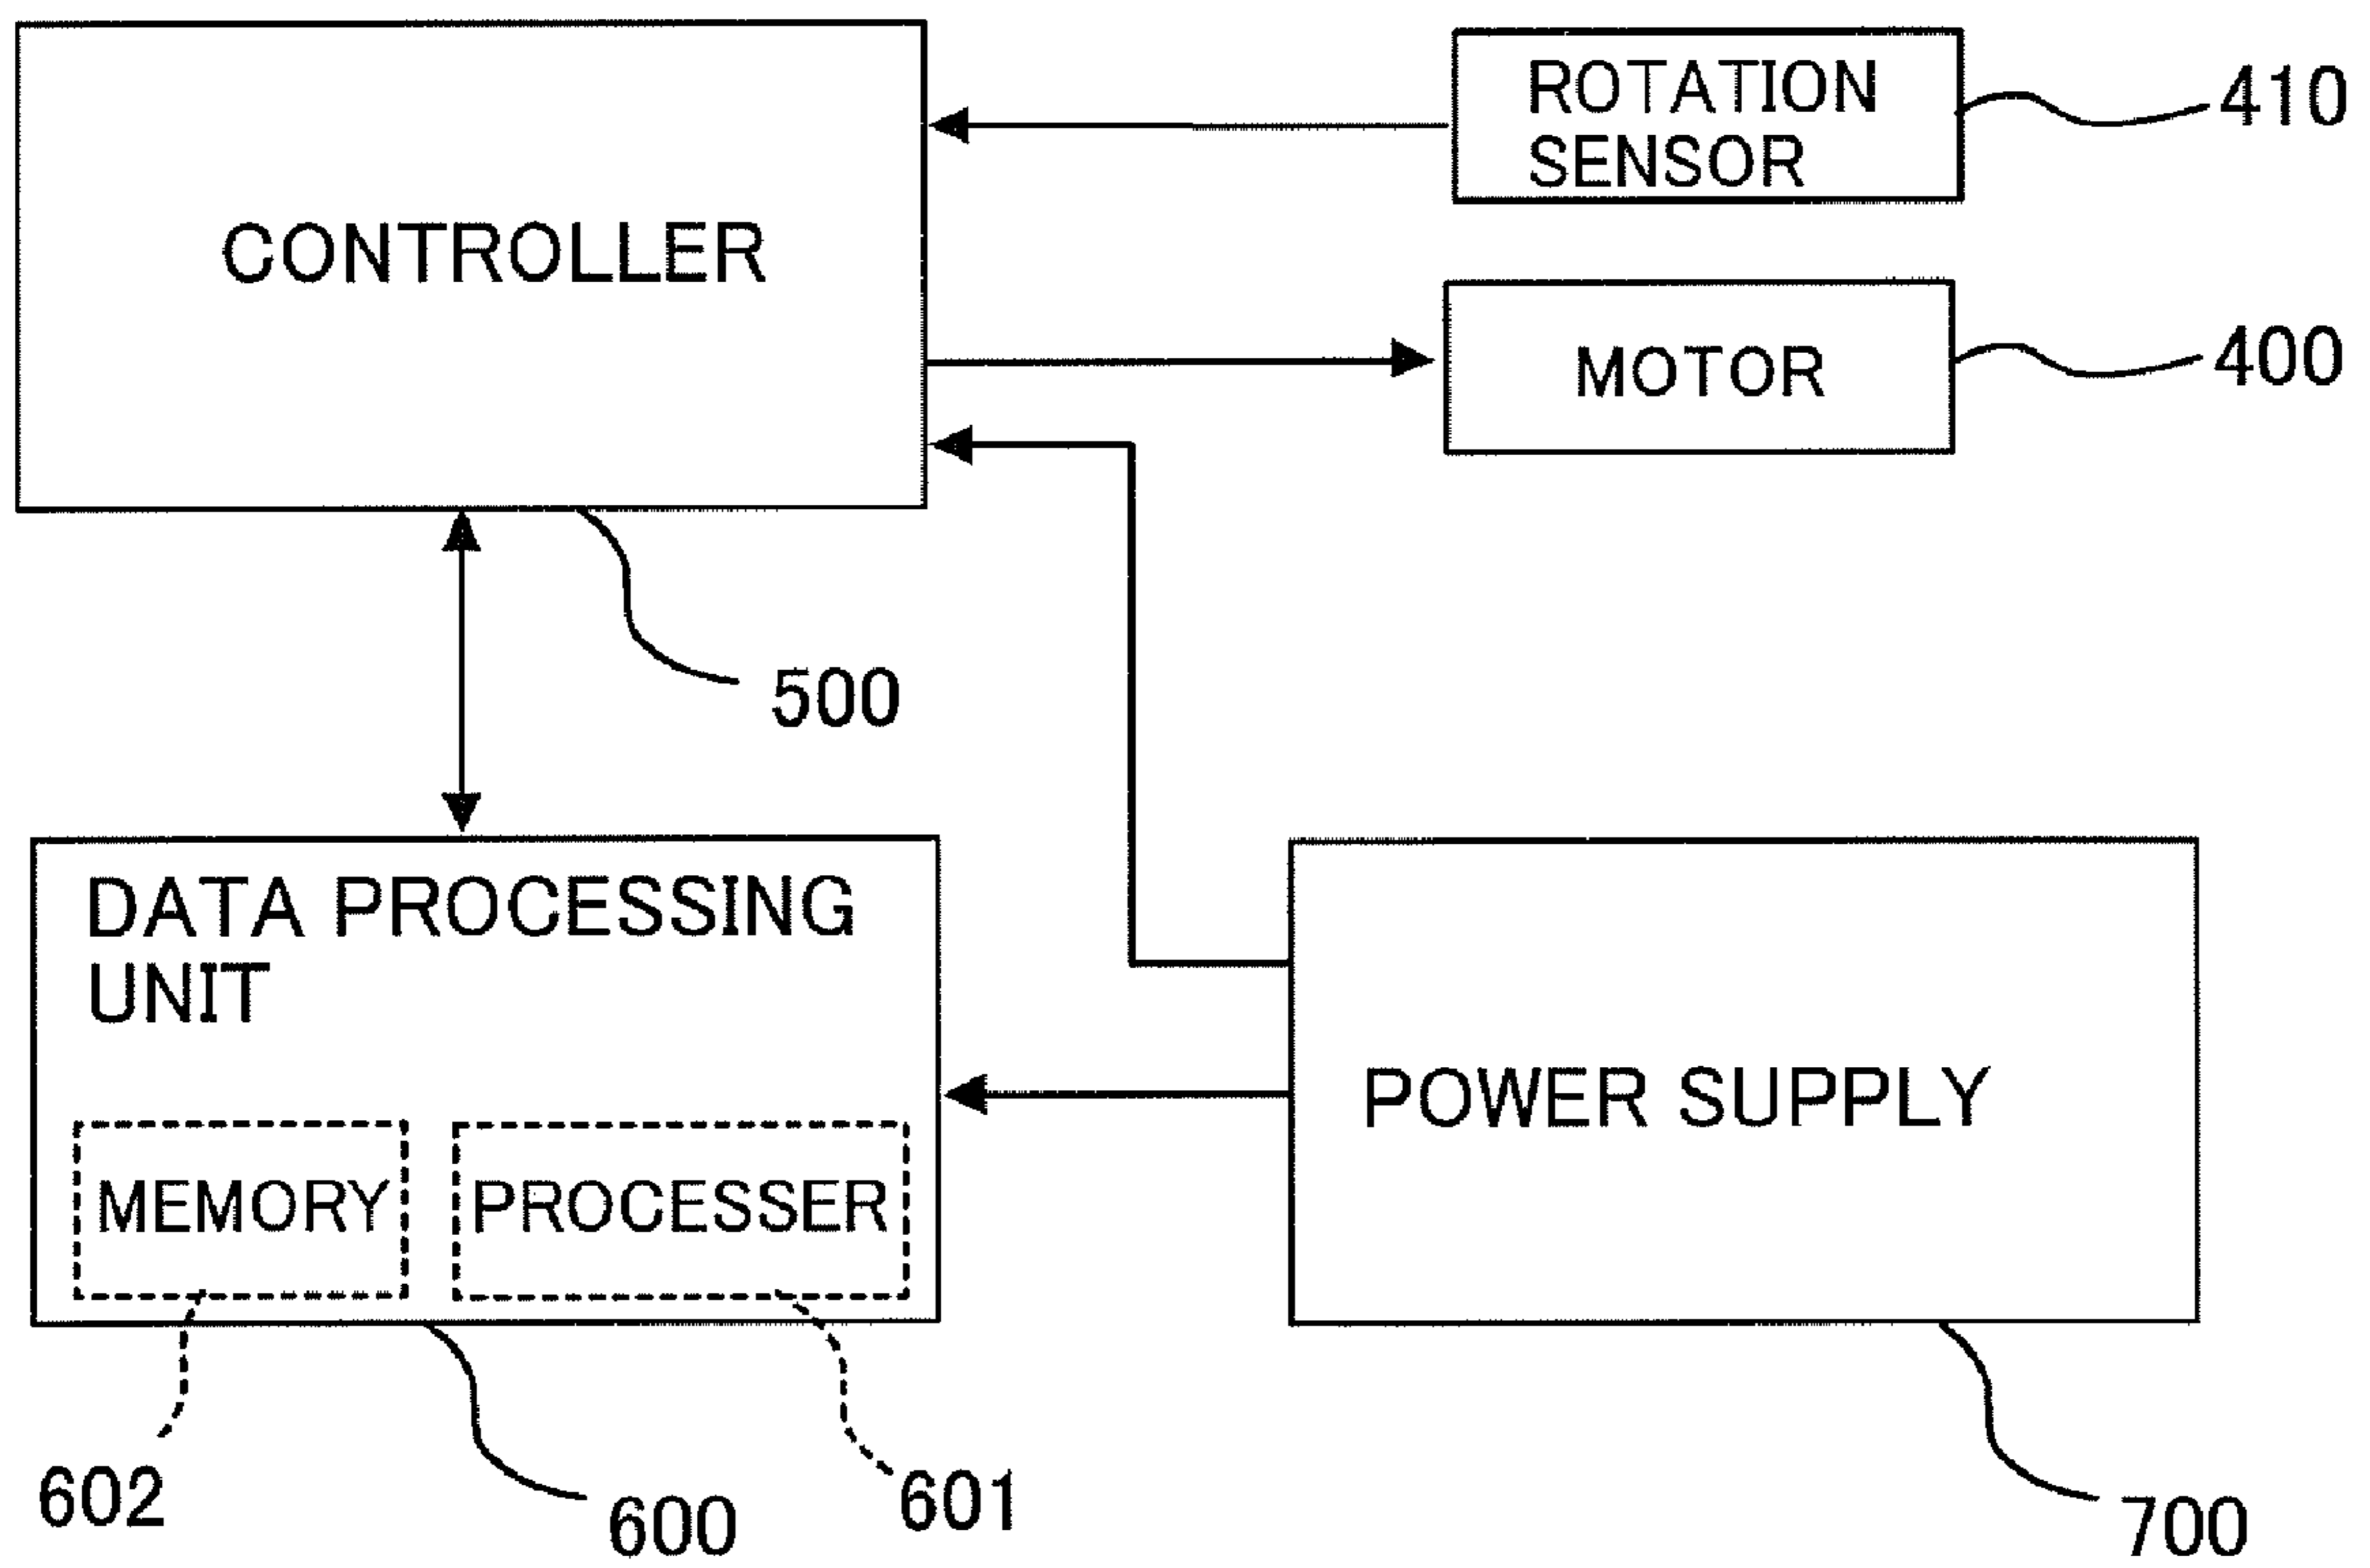 CONTROLLER
ROTATION
SENSOR
410
MOTOR
400
500
DATA PROCESSING
UNIT
MEMORY
PROCESSER
POWER SUPPLY
602
600
601
700